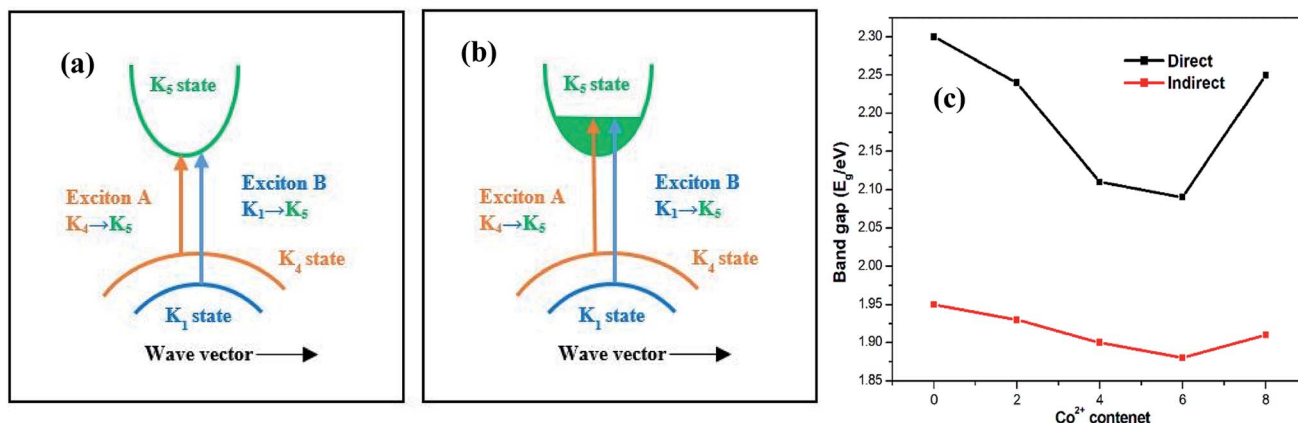 (a)
K₅ state
Exciton A
K₄→K₅
Exciton B
K₁→K₅
K₄ state
K₁ state
Wave vector
(b)
K₅ state
Exciton A
K₄→K₅
Exciton B
K₁→K₅
K₄ state
K₁ state
Wave vector
(c)
Direct
Indirect
Band gap (E_g/eV)
2.30
2.25
2.20
2.15
2.10
2.05
2.00
1.95
1.90
1.85
0 2 4 6 8
Co²⁺ contenet